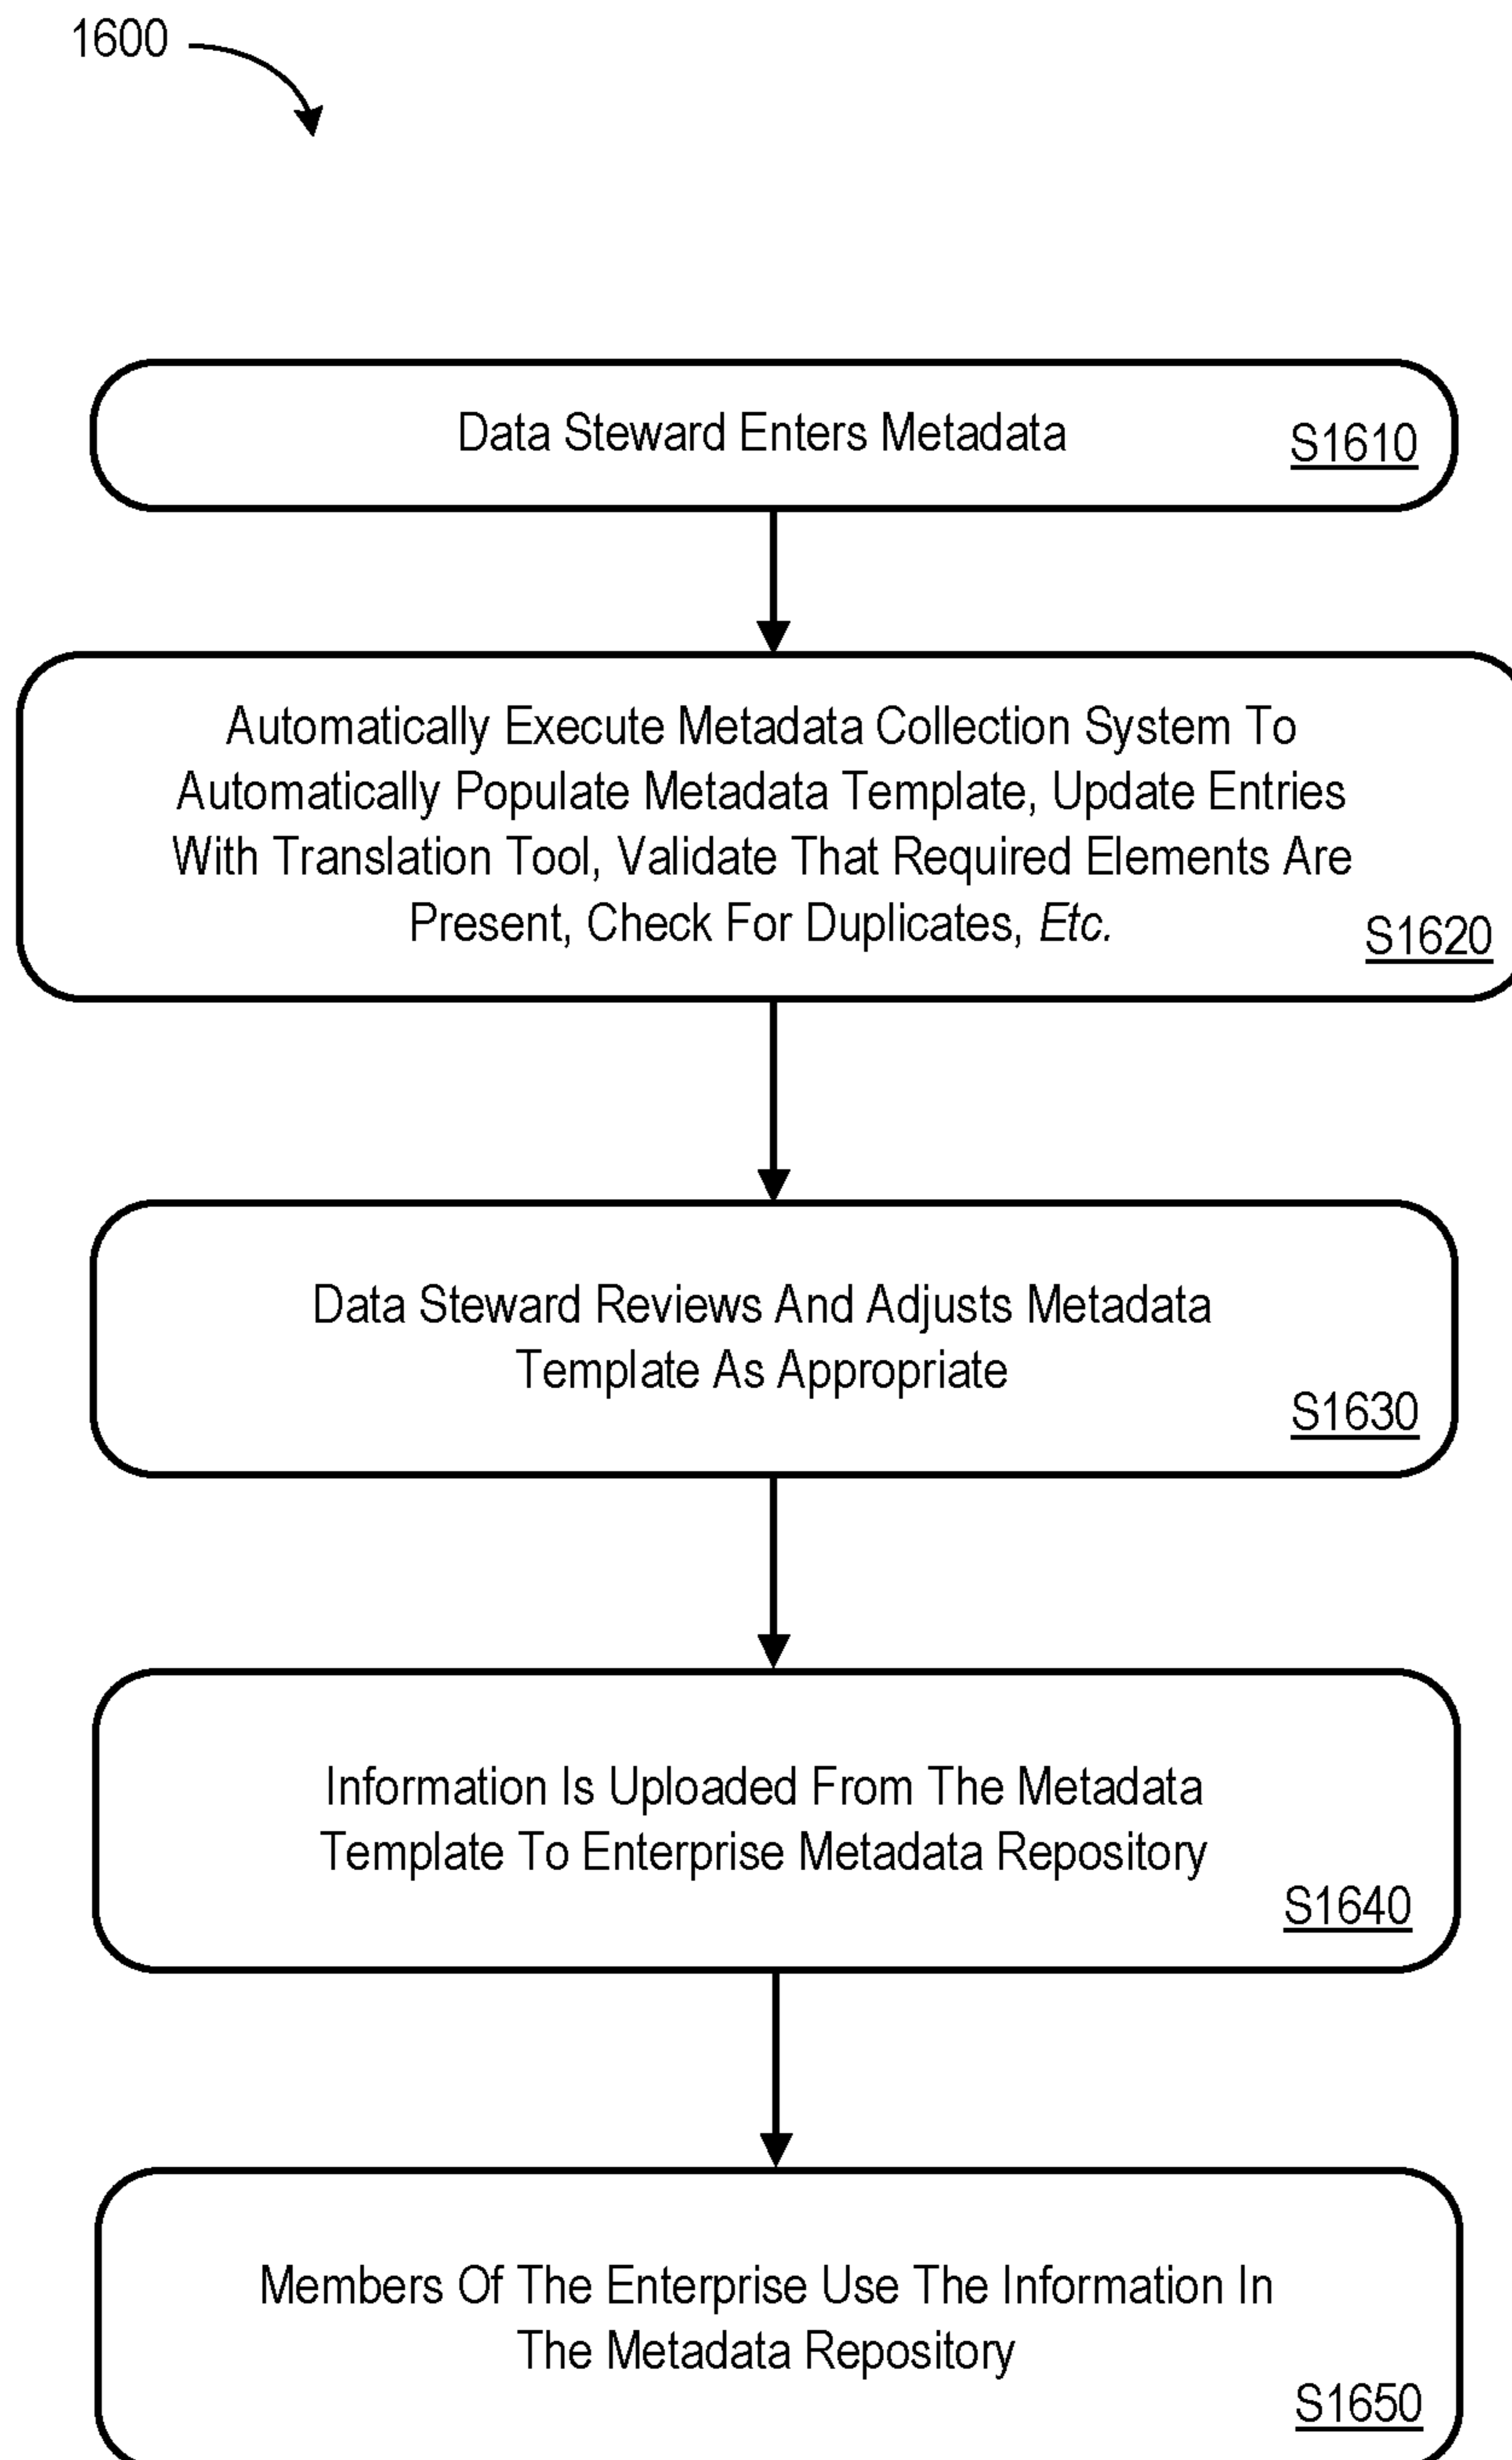 1600
Data Steward Enters Metadata
S1610
Automatically Execute Metadata Collection System To
Automatically Populate Metadata Template, Update Entries
With Translation Tool, Validate That Required Elements Are
Present, Check For Duplicates, Etc.
S1620
Data Steward Reviews And Adjusts Metadata
Template As Appropriate
S1630
Information Is Uploaded From The Metadata
Template To Enterprise Metadata Repository
S1640
Members Of The Enterprise Use The Information In
The Metadata Repository
S1650